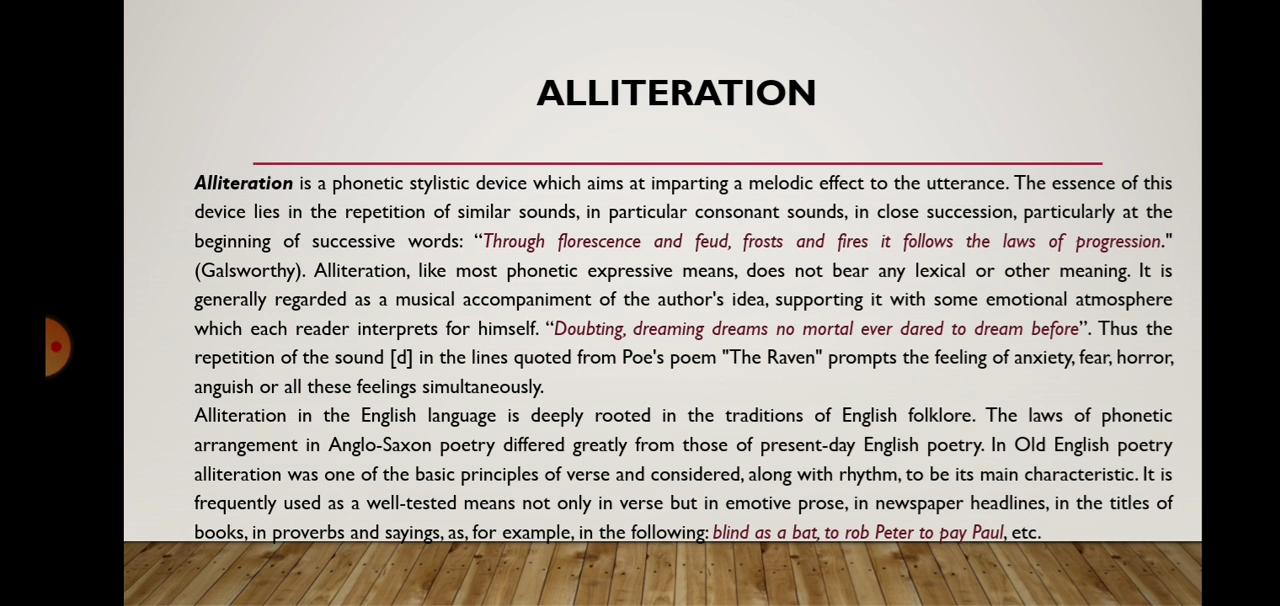 ALLITERATION
Alliteration is a phonetic stylistic device which aims at imparting a melodic effect to the utterance. The essence of this
device lies in the repetition of similar sounds, in particular consonant sounds, in close succession, particularly at the
beginning of successive words: “Through florescence and feud, frosts and fires it follows the laws of progression."
(Galsworthy). Alliteration, like most phonetic expressive means, does not bear any lexical or other meaning. It is
generally regarded as a musical accompaniment of the author's idea, supporting it with some emotional atmosphere
which each reader interprets for himself. “Doubting, dreaming dreams no mortal ever dared to dream before”. Thus the
repetition of the sound [d] in the lines quoted from Poe's poem "The Raven" prompts the feeling of anxiety, fear, horror,
anguish or all these feelings simultaneously.
Alliteration in the English language is deeply rooted in the traditions of English folklore. The laws of phonetic
arrangement in Anglo-Saxon poetry differed greatly from those of present-day English poetry. In Old English poetry
alliteration was one of the basic principles of verse and considered, along with rhythm, to be its main characteristic. It is
frequently used as a well-tested means not only in verse but in emotive prose, in newspaper headlines, in the titles of
books, in proverbs and sayings, as, for example, in the following: blind as a bat, to rob Peter to pay Paul, etc.